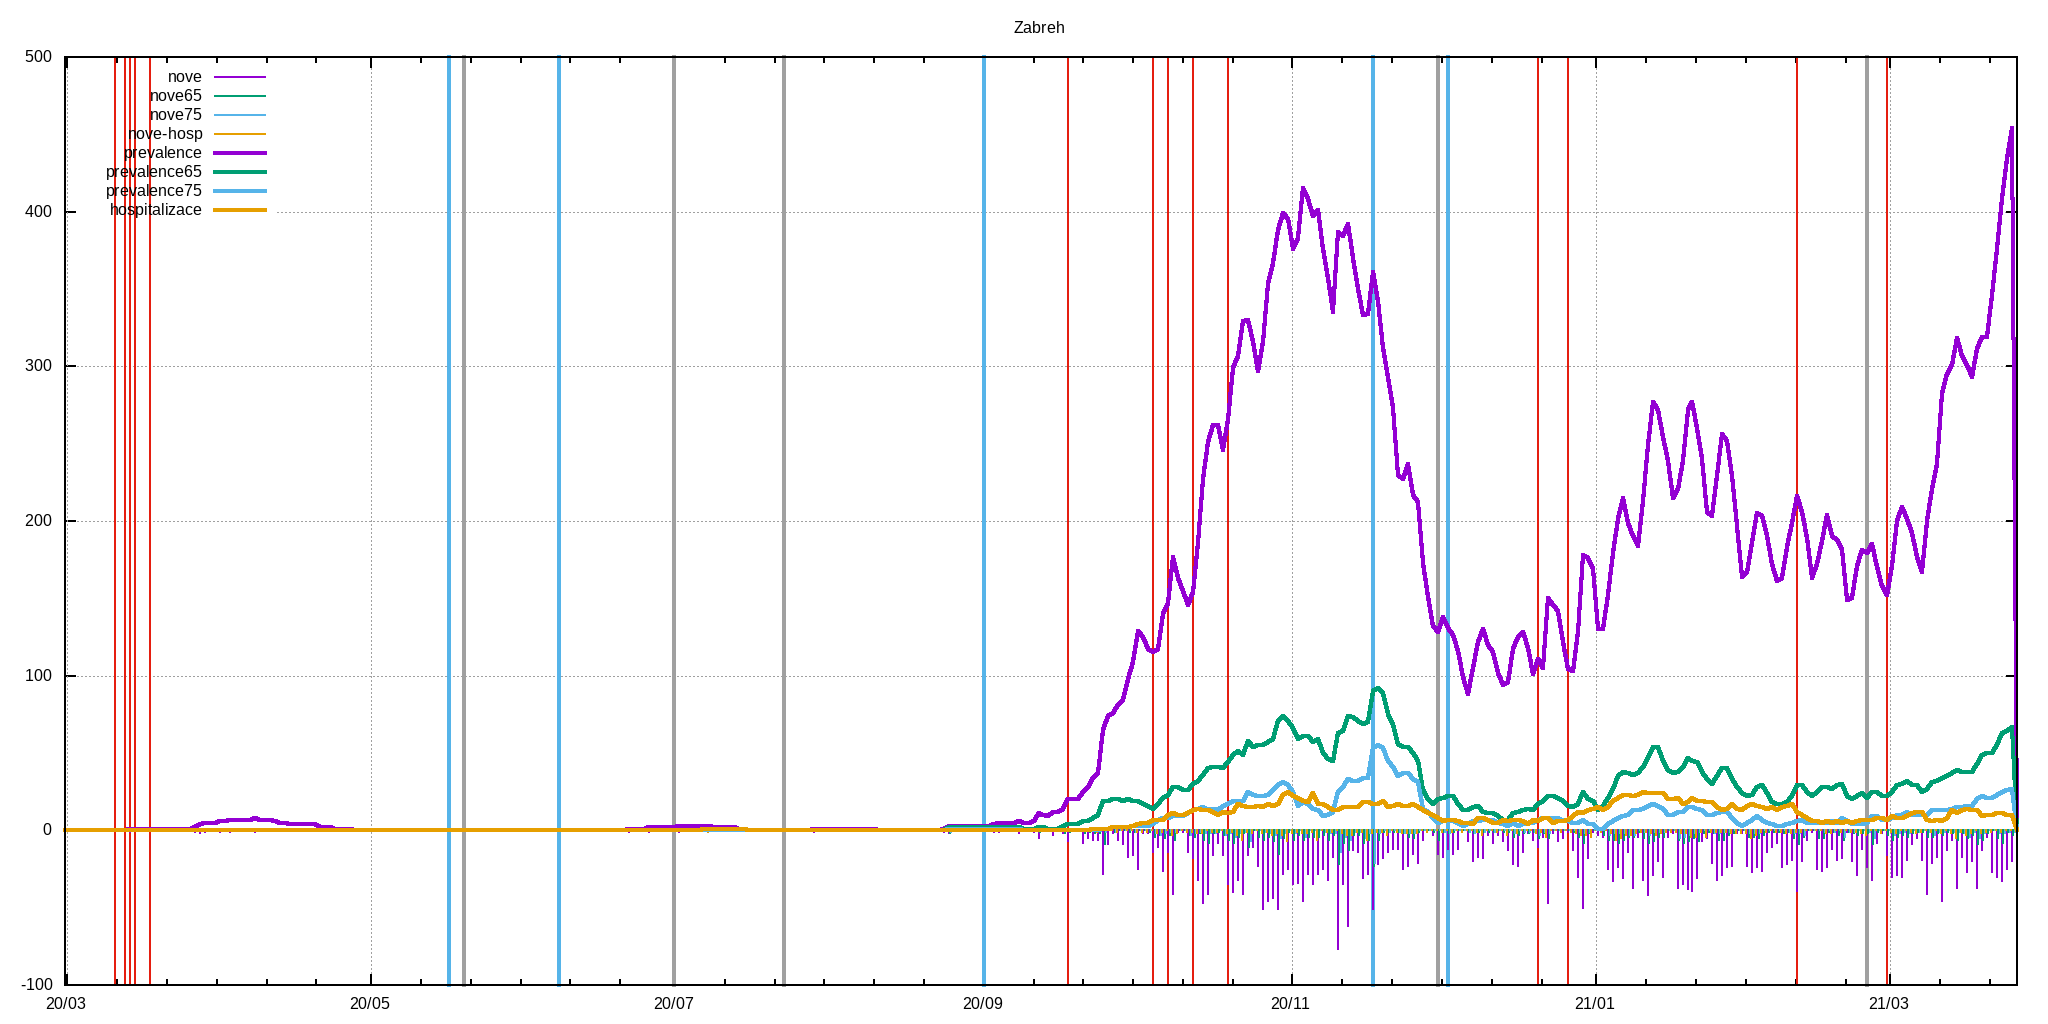 Zabreh
500
400
300
200
100
0
-100
nove
nove65
nove75
nove-hosp
prevalence
prevalence65
prevalence75
hospitalizace
20/03 20/05 20/07 20/09 20/11 21/01 21/03